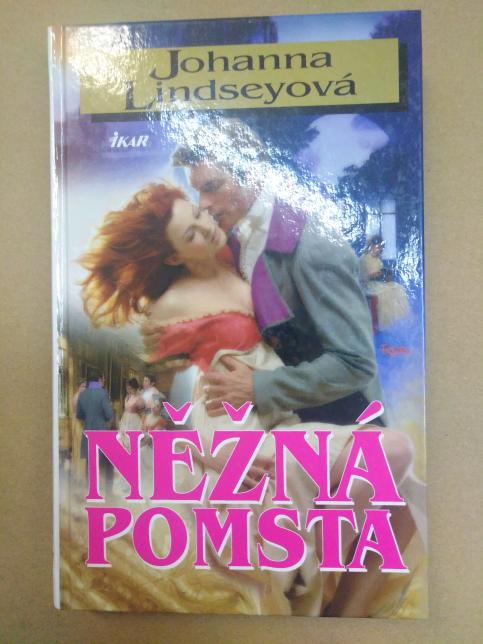 Johanna
Lindseyová
iKAR
NĚŽNÁ
POMSTA